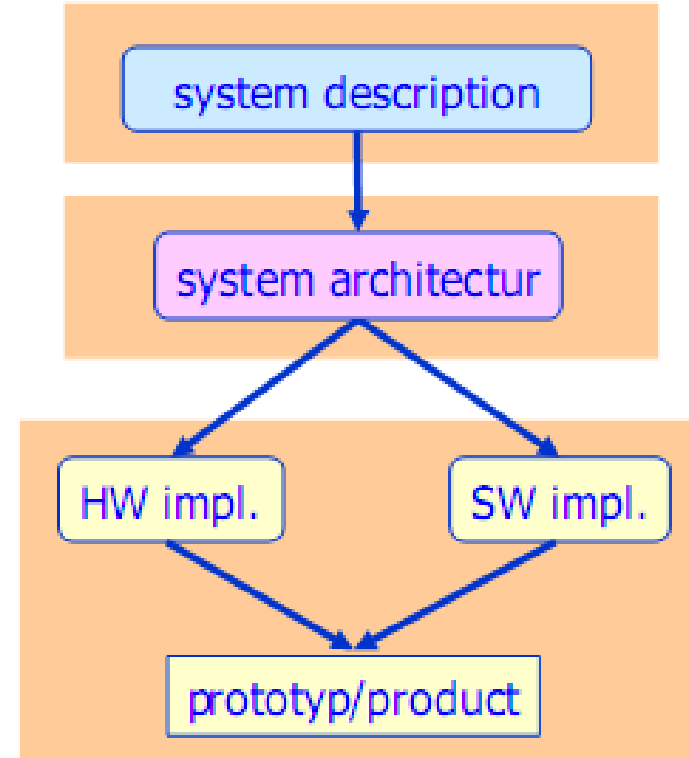 system description
system architectur
HW impl.
SW impl.
prototyp/product